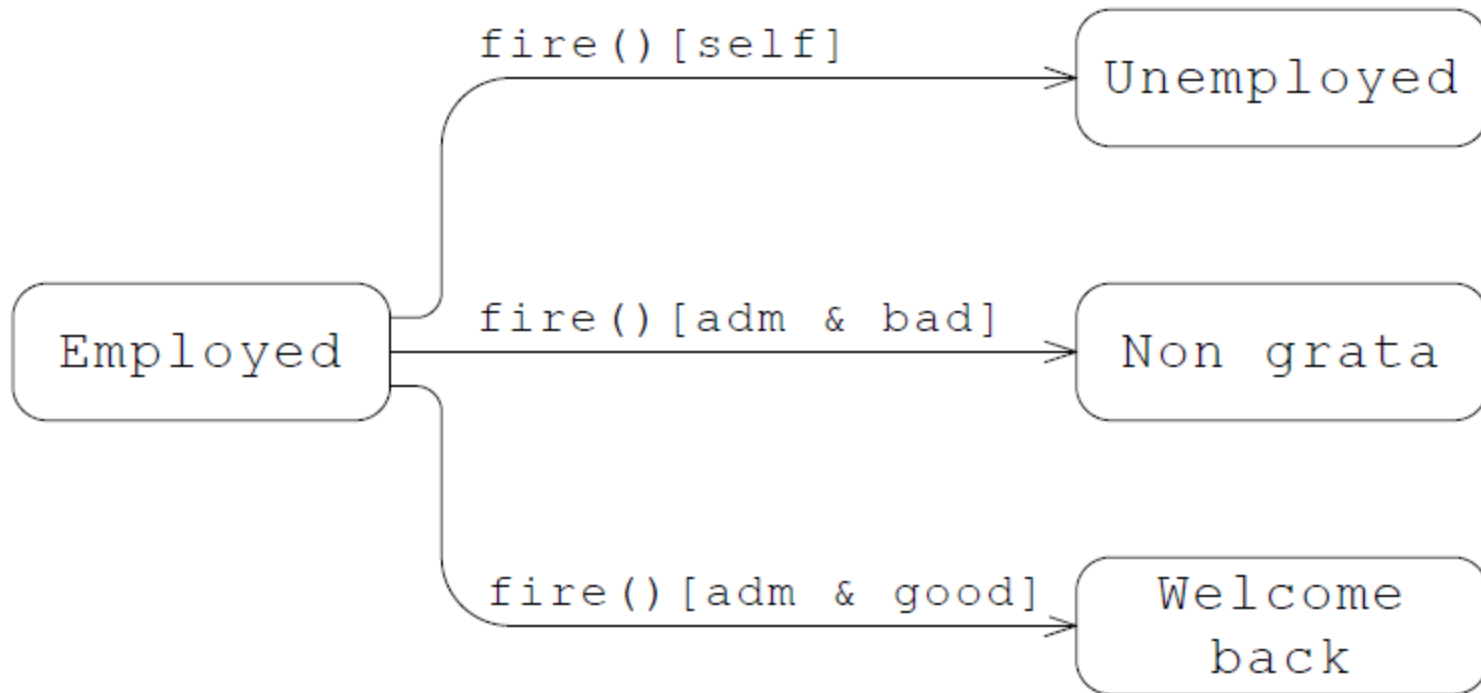 fire()[self]
Unemployed
Employed
fire()[adm & bad]
Non grata
fire()[adm & good]
Welcome
back